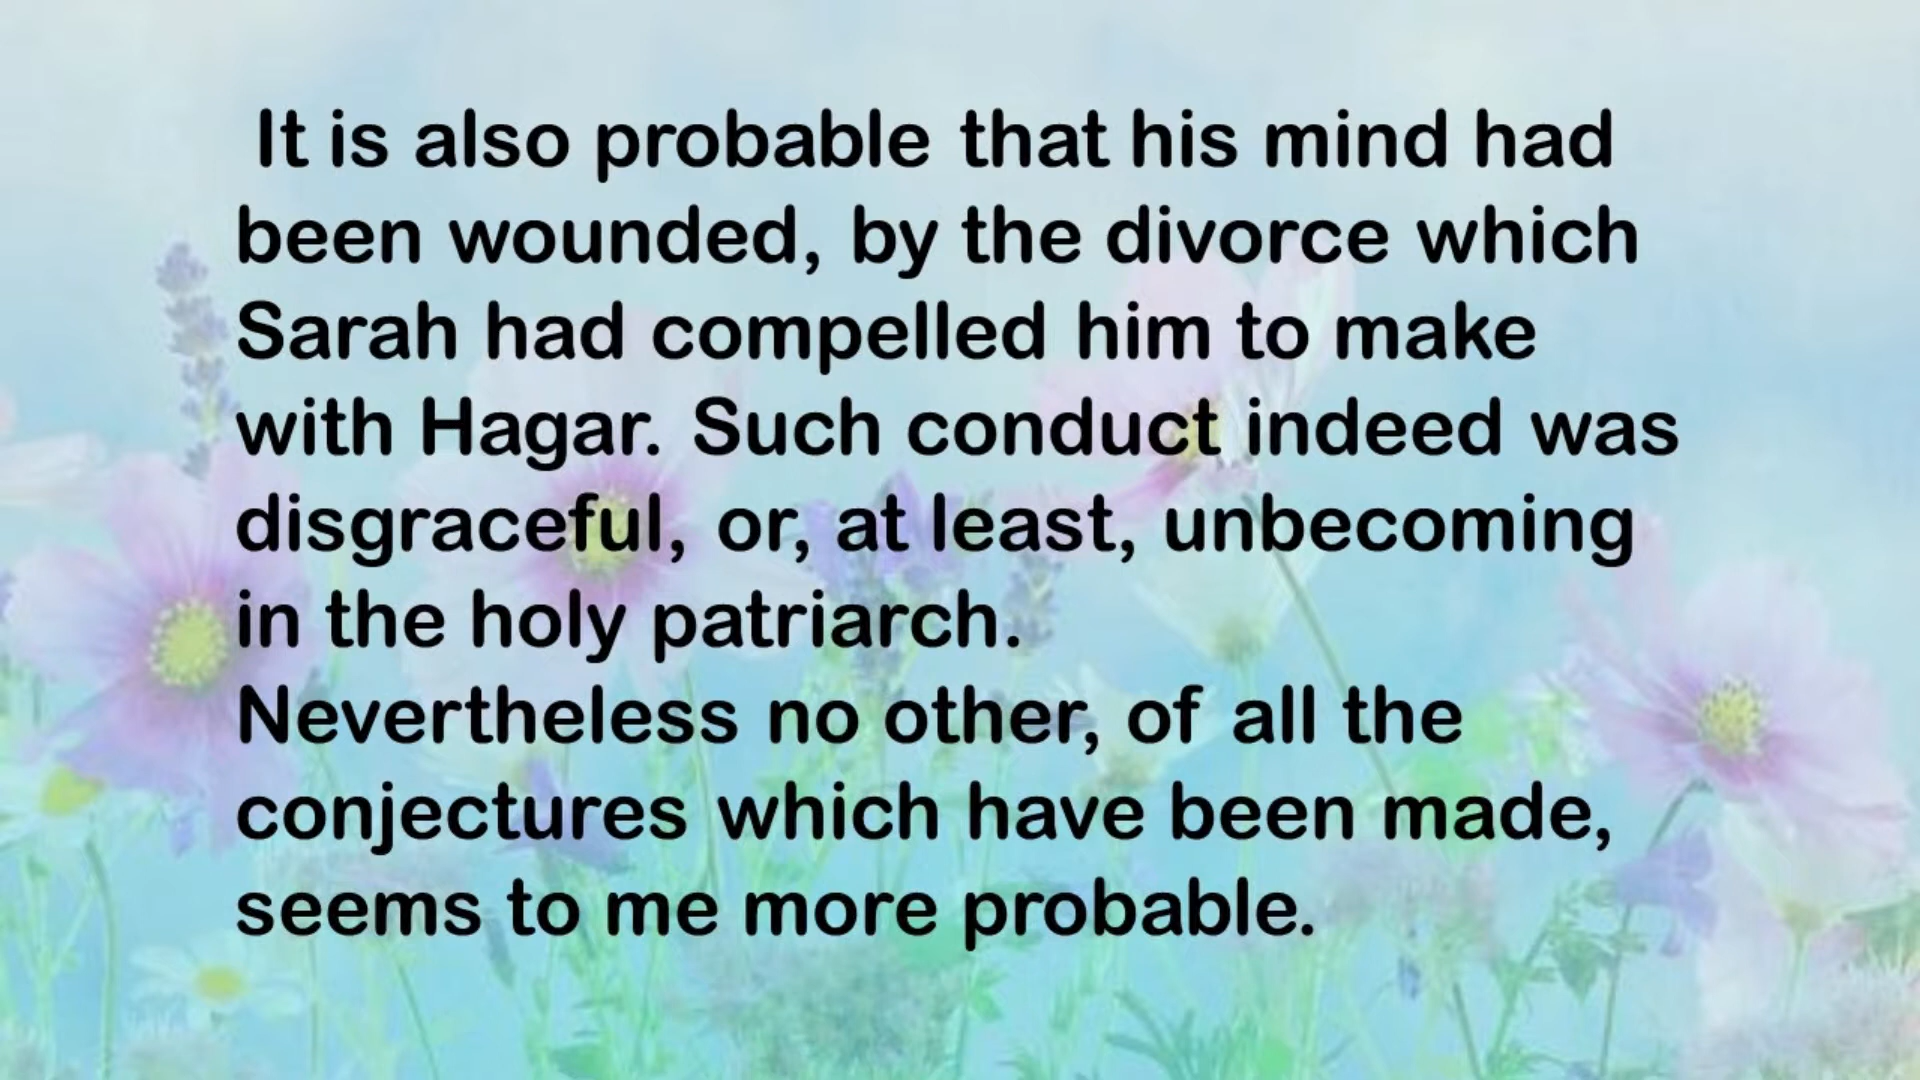 It is also probable that his mind had
been wounded, by the divorce which
Sarah had compelled him to make
with Hagar. Such conduct indeed was
disgraceful, or, at least, unbecoming
in the holy patriarch.
Nevertheless no other, of all the
conjectures which have been made,
seems to me more probable.